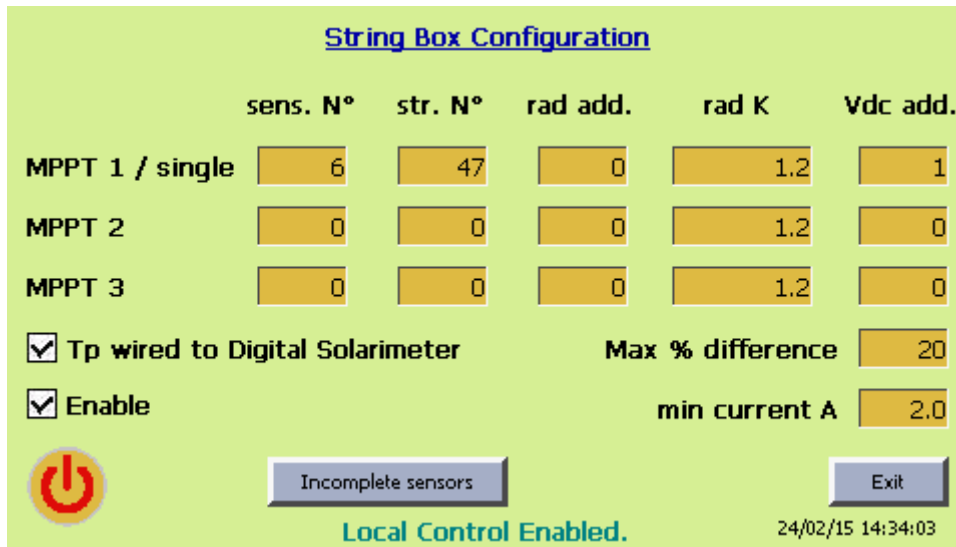 String Box Configuration
sens. N° str. N° rad add. rad K Vdc add.
MPPT 1 / single 6 47 0 1.2 1
MPPT 2 0 0 0 1.2 0
MPPT 3 0 0 0 1.2 0
Tp wired to Digital Solarimeter Max % difference 20
Enable min current A 2.0
Incomplete sensors Exit
Local Control Enabled. 24/02/15 14:34:03